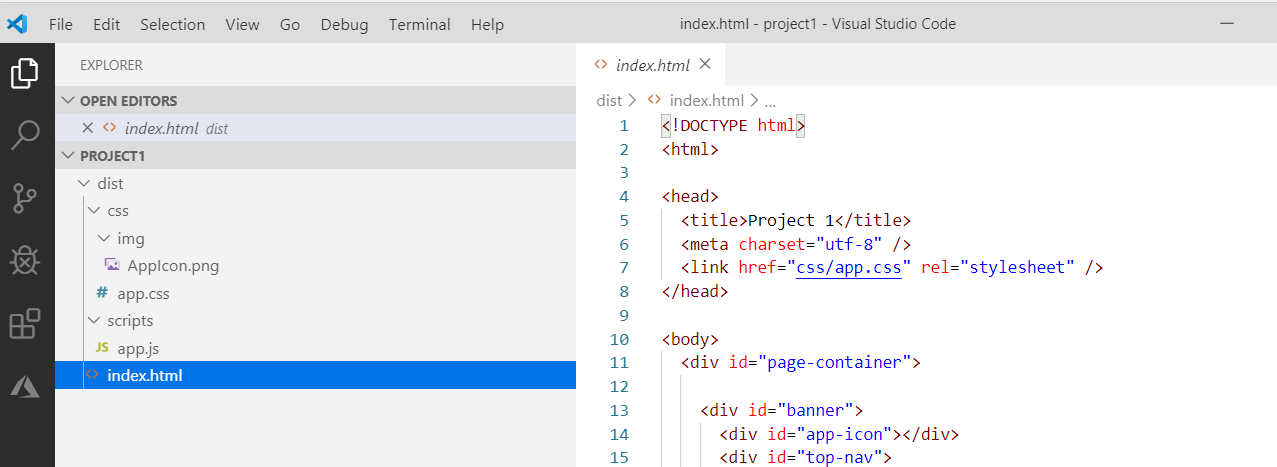 File Edit Selection View Go Debug Terminal Help index.html - project1 - Visual Studio Code
EXPLORER
OPEN EDITORS
index.html dist
PROJECT1
dist
css
img
AppIcon.png
# app.css
scripts
JS app.js
<> index.html
<> index.html
dist > <> index.html > ...
1 <!DOCTYPE html>
2 <html>
3
4 <head>
5 <title>Project 1</title>
6 <meta charset="utf-8" />
7 <link href="css/app.css" rel="stylesheet" />
8 </head>
9
10 <body>
11 <div id="page-container">
12
13 <div id="banner">
14 <div id="app-icon"></div>
15 <div id="top-nav">